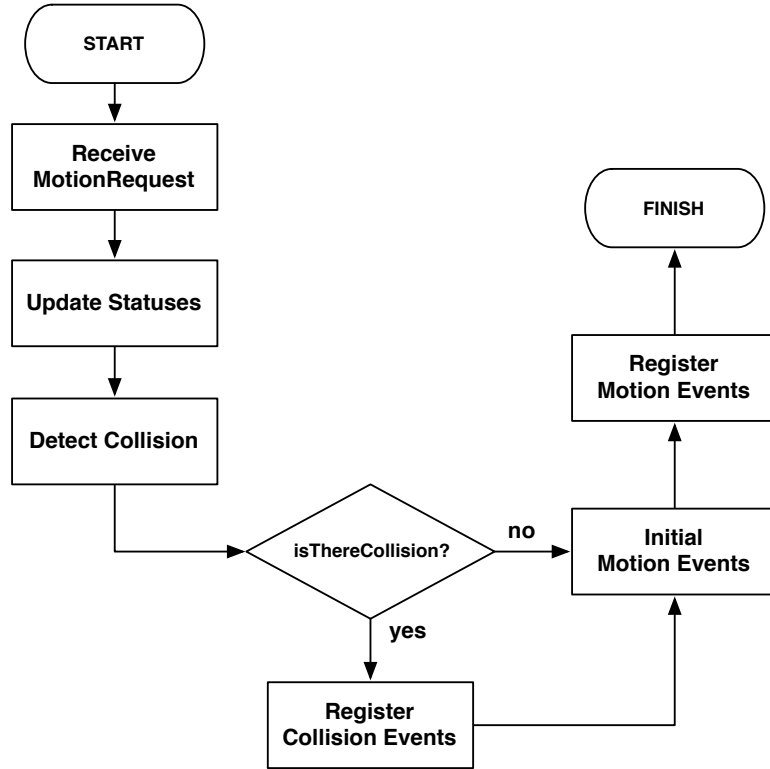 START
Receive
MotionRequest
Update Statuses
Detect Collision
isThereCollision?
no
yes
Register
Collision Events
Initial
Motion Events
Register
Motion Events
FINISH